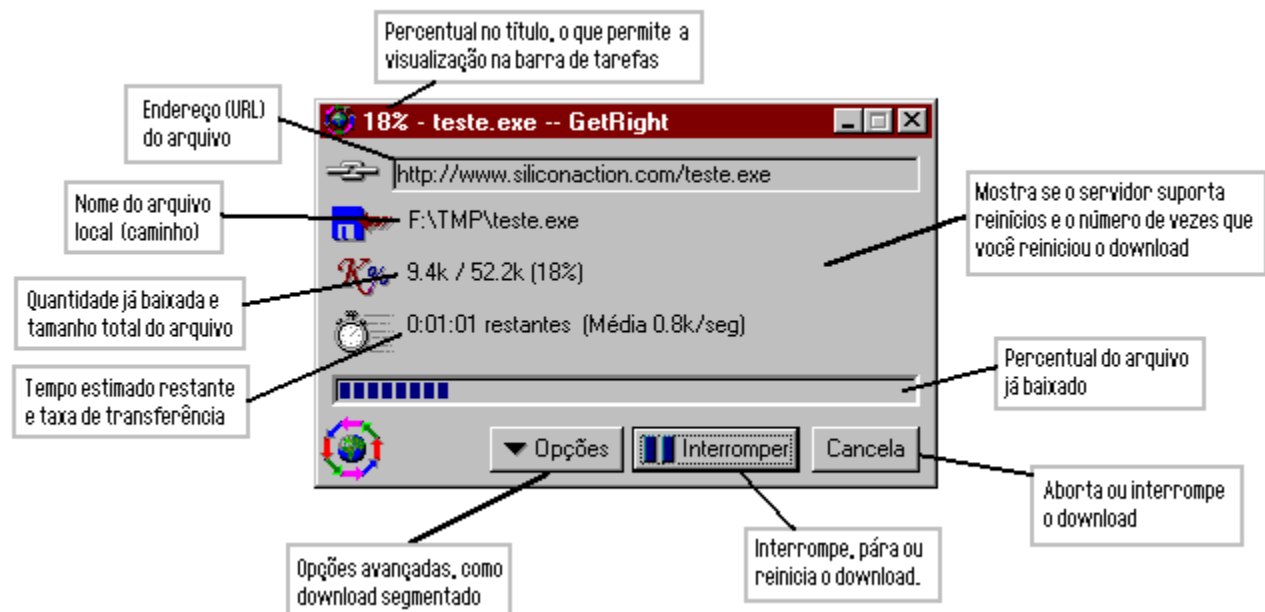 Percentual no título, o que permite a
visualização na barra de tarefas
Endereço (URL)
do arquivo
18% - teste.exe -- GetRight
http://www.siliconaction.com/teste.exe
Nome do arquivo
local (caminho)
F:\TMP\teste.exe
Mostra se o servidor suporta
reinícios e o número de vezes que
você reiniciou o download
K%
9.4k / 52.2k (18%)
Quantidade já baixada e
tamanho total do arquivo
0:01:01 restantes (Média 0.8k/seg)
Percentual do arquivo
já baixado
Tempo estimado restante
e taxa de transferência
Opções
Interromper
Cancela
Aborta ou interrompe
o download
Interrompe, pára ou
reinicia o download.
Opções avançadas, como
download segmentado